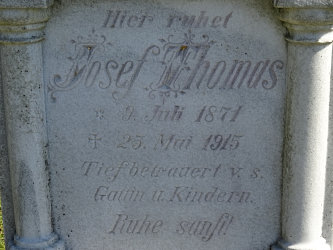 Hier ruhet
Josef Thomas
* 9. Juli 1871
✝ 25. Mai 1915
Tiefbetrauert v. s.
Gattin u. Kindern.
Ruhe sanft!